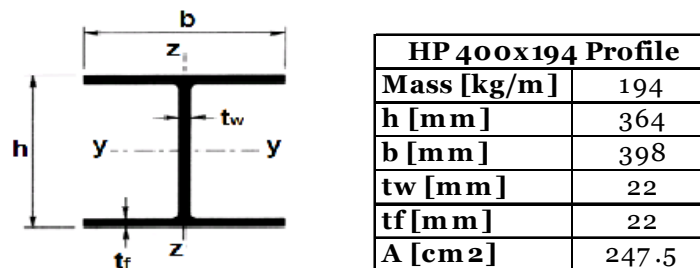 b
z
tw
h
y y
z
tf
HP 400x194 Profile
Mass [kg/m] 194
h [mm] 364
b [mm] 398
tw [mm] 22
tf [mm] 22
A [cm2] 247.5